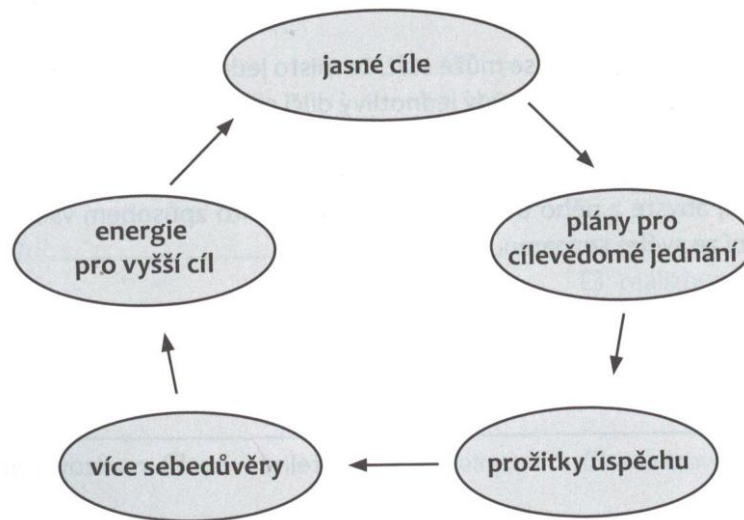 jasné cíle
plány pro
cílevědomé jednání
prožitky úspěchu
více sebedůvěry
energie
pro vyšší cíl